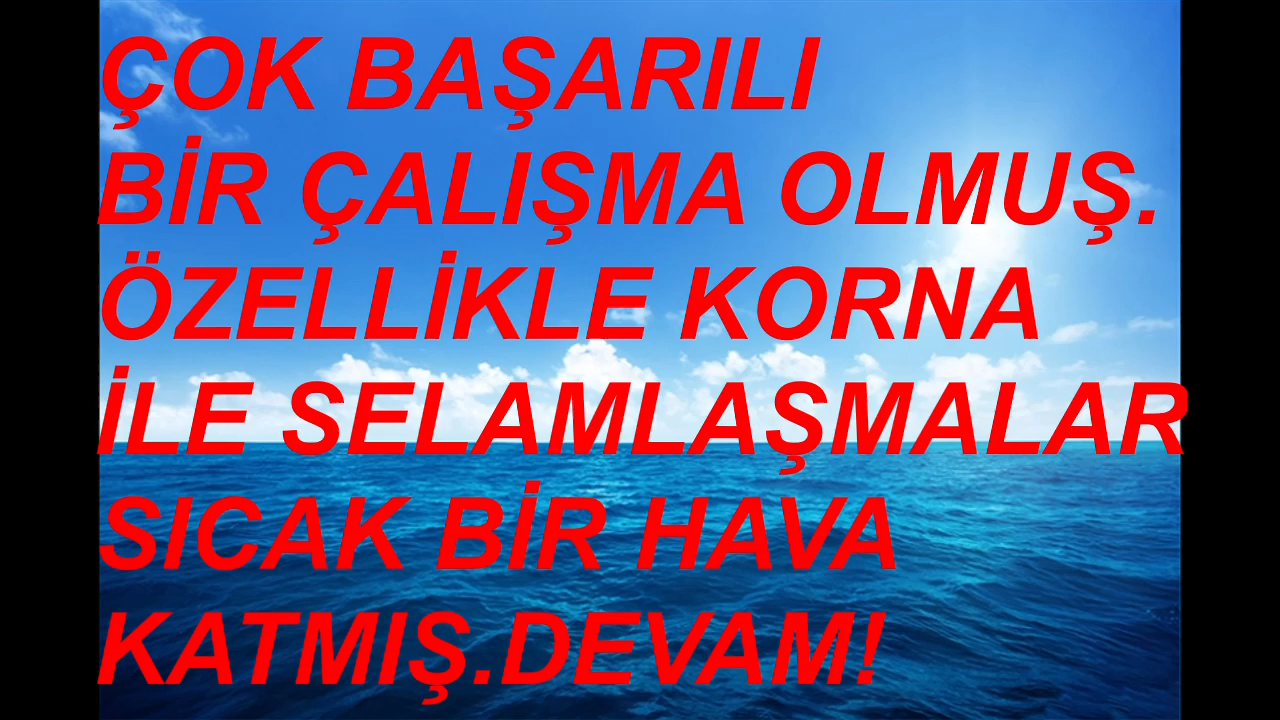 ÇOK BAŞARILI
BİR ÇALIŞMA OLMUŞ.
ÖZELLİKLE KORNA
İLE SELAMLAŞMALAR
SICAK BİR HAVA
KATMIŞ.DEVAM!